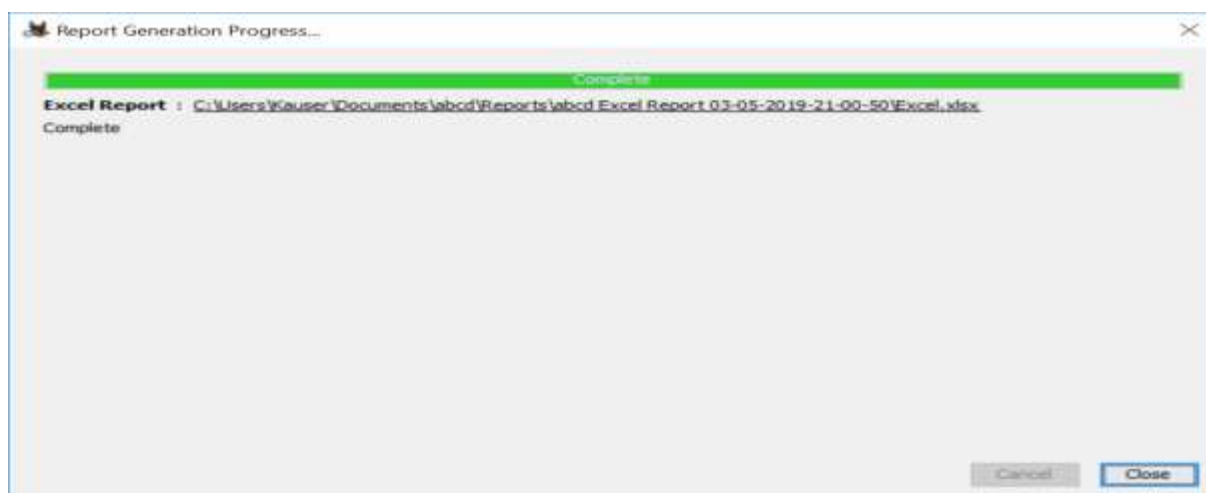 Report Generation Progress...
Complete
Excel Report : C:\Users\Kauser\Documents\abcd\Reports\abcd Excel Report 03-05-2019-21-00-50\Excel.xlsx
Complete
Cancel Close